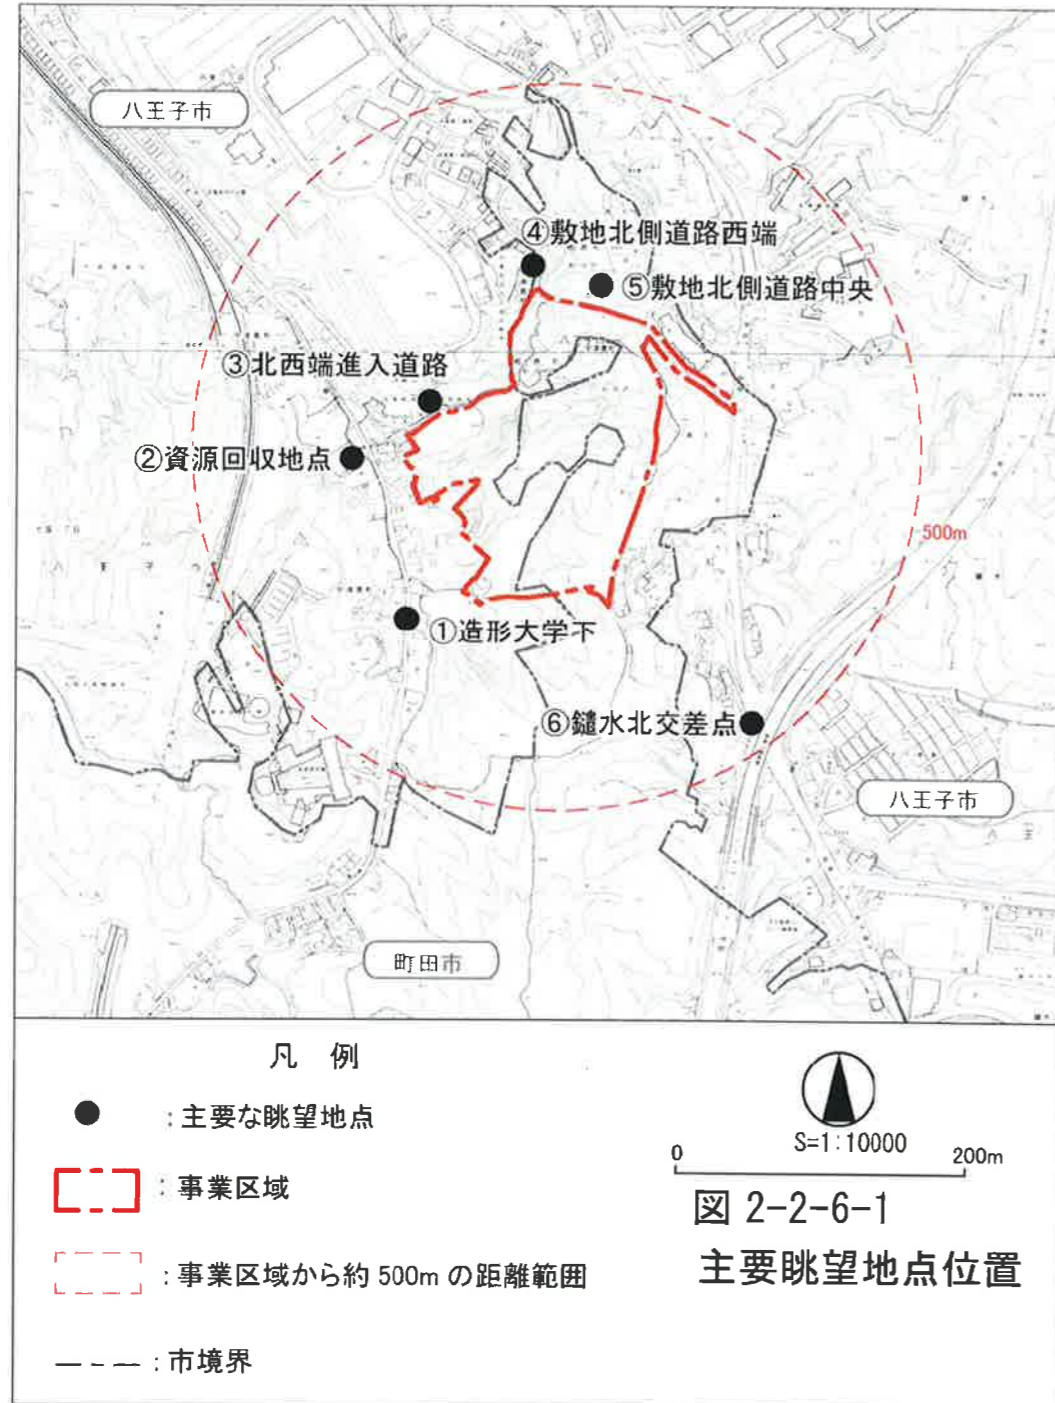 八王子市
④敷地北側道路西端
⑤敷地北側道路中央
③北西端進入道路
②資源回収地点
500m
①造形大学下
⑥鑓水北交差点
八王子市
町田市
凡 例
: 主要な眺望地点
: 事業区域
: 事業区域から約 500m の距離範囲
: 市境界
S=1:10000
0 200m
図 2-2-6-1
主要眺望地点位置